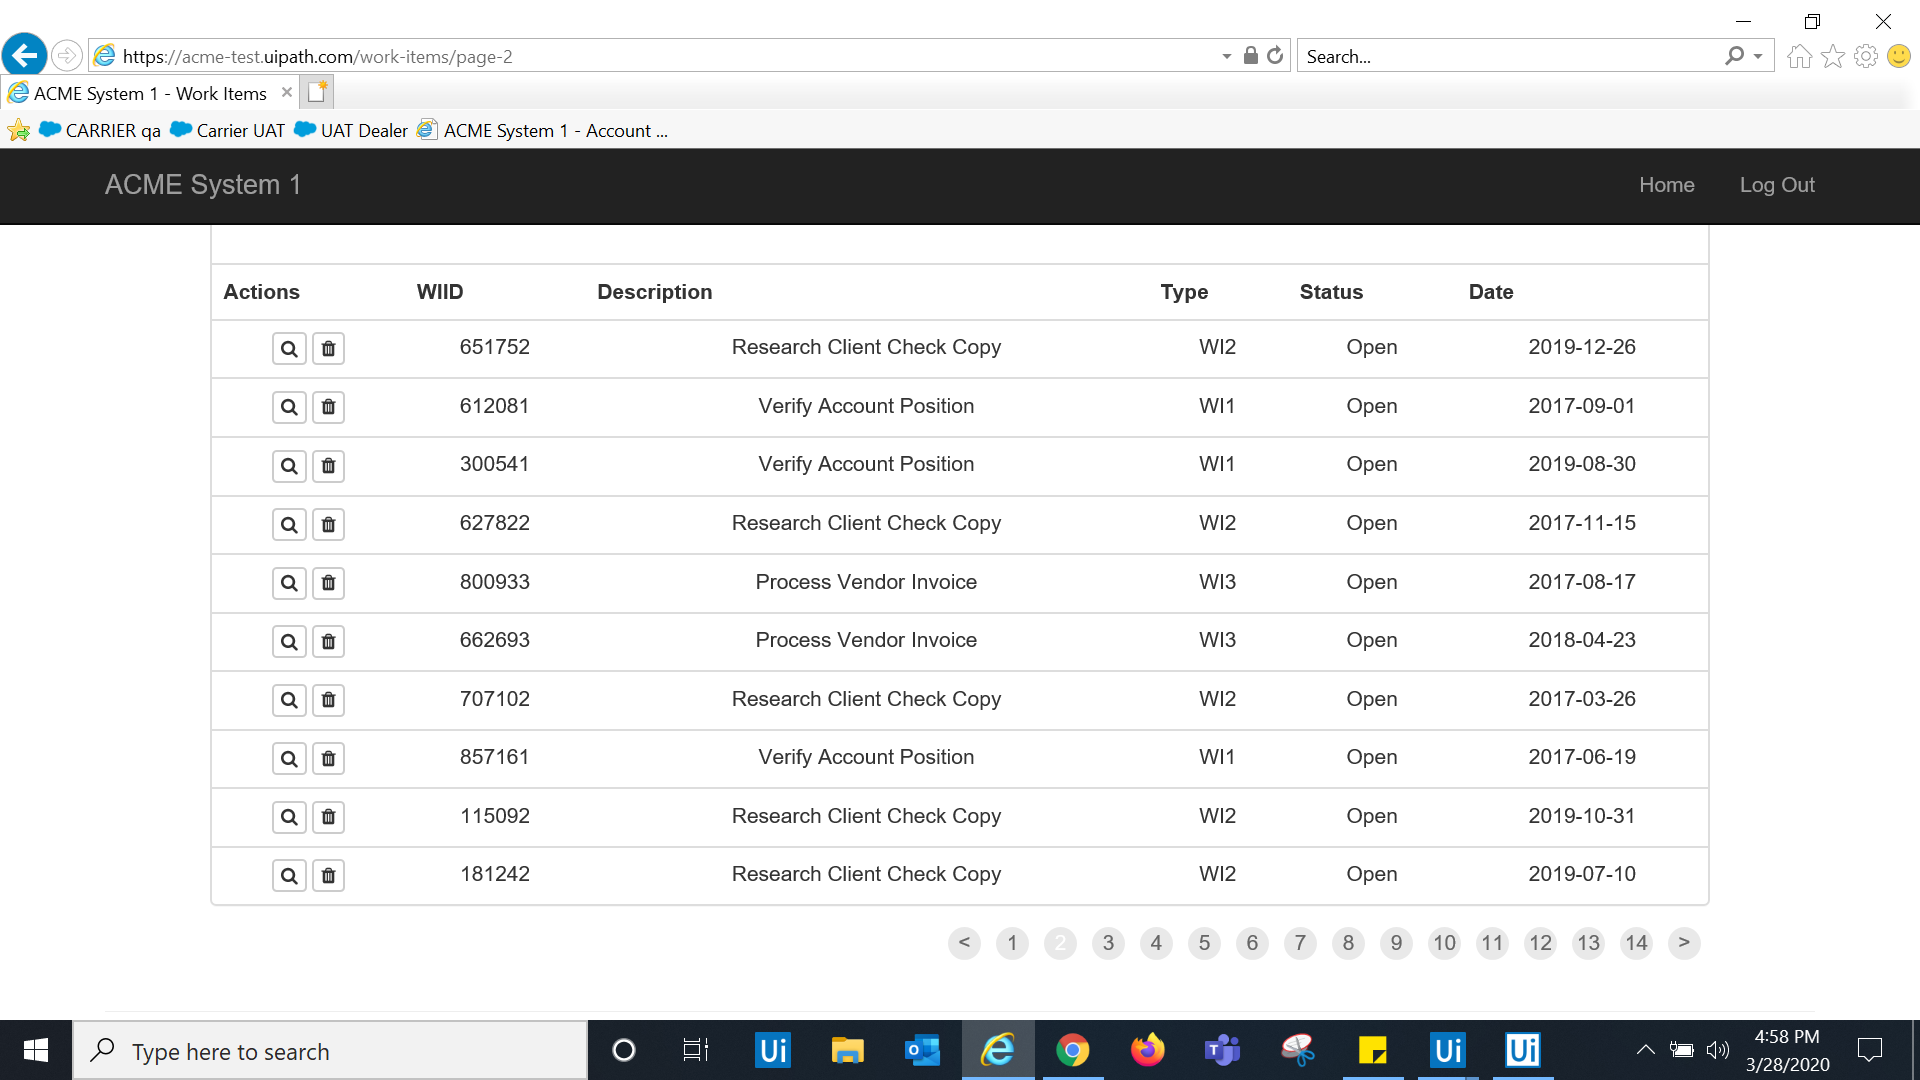 https://acme-test.uipath.com/work-items/page-2
Search...
ACME System 1 - Work Items
CARRIER qa Carrier UAT UAT Dealer ACME System 1 - Account ...
ACME System 1 Home Log Out
Actions WIID Description Type Status Date
651752 Research Client Check Copy WI2 Open 2019-12-26
612081 Verify Account Position WI1 Open 2017-09-01
300541 Verify Account Position WI1 Open 2019-08-30
627822 Research Client Check Copy WI2 Open 2017-11-15
800933 Process Vendor Invoice WI3 Open 2017-08-17
662693 Process Vendor Invoice WI3 Open 2018-04-23
707102 Research Client Check Copy WI2 Open 2017-03-26
857161 Verify Account Position WI1 Open 2017-06-19
115092 Research Client Check Copy WI2 Open 2019-10-31
181242 Research Client Check Copy WI2 Open 2019-07-10
< 1 2 3 4 5 6 7 8 9 10 11 12 13 14 >
Type here to search
Ui
Ui
Ui
4:58 PM
3/28/2020